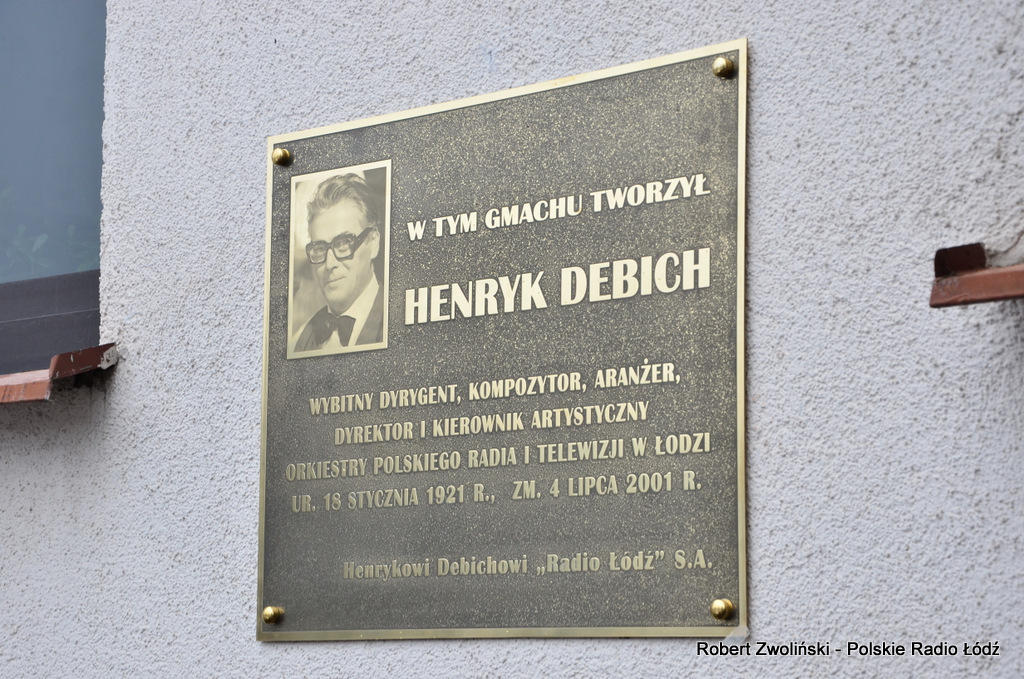 W TYM GMACHU TWORZYŁ
HENRYK DEBICH
WYBITNY DYRYGENT, KOMPOZYTOR, ARANŻER,
DYREKTOR I KIEROWNIK ARTYSTYCZNY
ORKIESTRY POLSKIEGO RADIA I TELEWIZJI W ŁODZI
UR. 18 STYCZNIA 1921 R., ZM. 4 LIPCA 2001 R.
Henrykowi Debichowi „Radio Łódź” S.A.
Robert Zwoliński - Polskie Radio Łódź